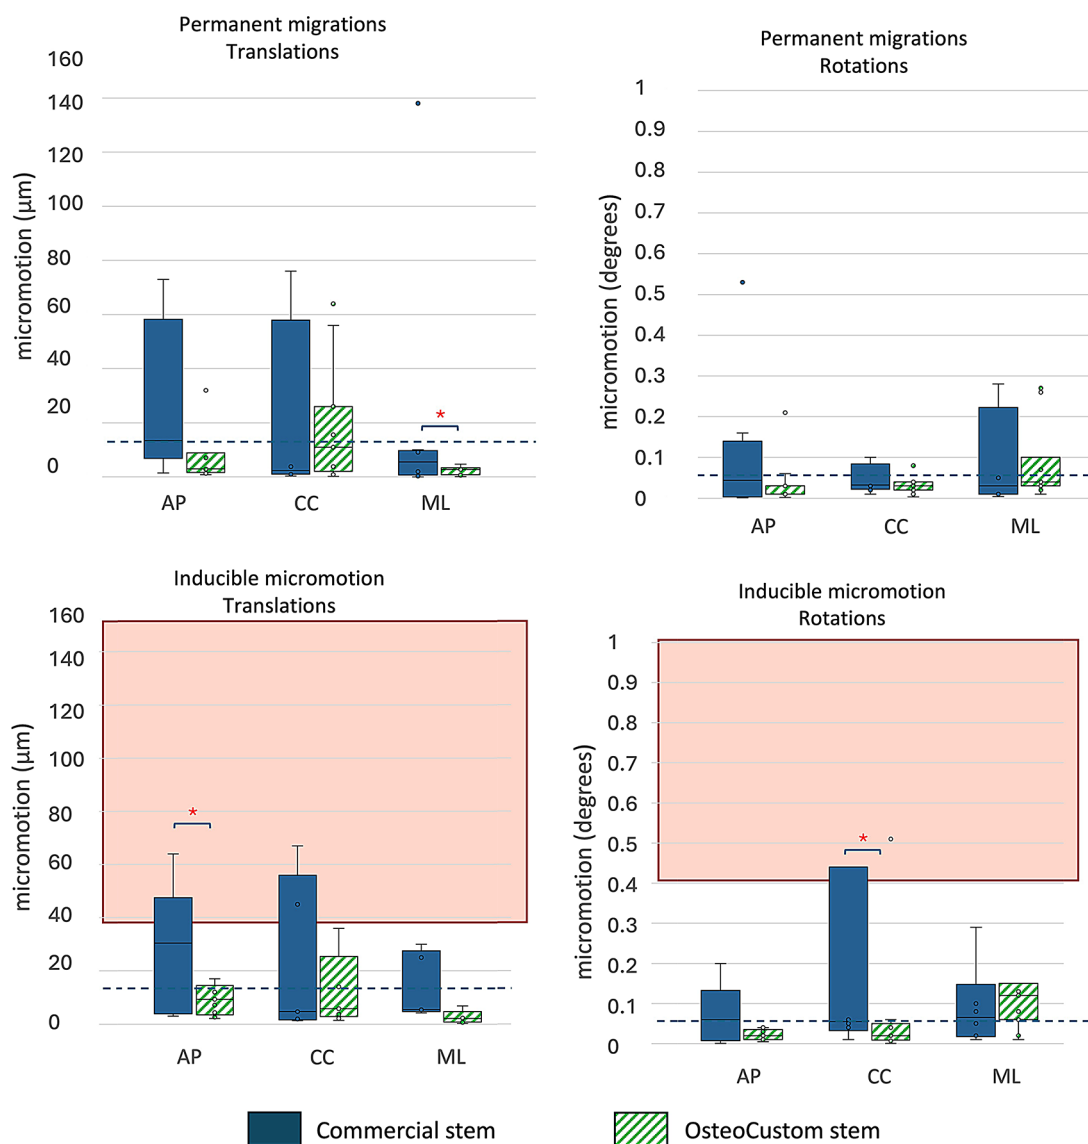 Permanent migrations
Translations
160
140
120
100
80
60
40
20
0
micromotion (µm)
*
AP
CC
ML
Permanent migrations
Rotations
1
0.9
0.8
0.7
0.6
0.5
0.4
0.3
0.2
0.1
0
micromotion (degrees)
AP
CC
ML
Inducible micromotion
Translations
160
140
120
100
80
60
40
20
0
micromotion (µm)
*
AP
CC
ML
Inducible micromotion
Rotations
1
0.9
0.8
0.7
0.6
0.5
0.4
0.3
0.2
0.1
0
micromotion (degrees)
*
AP
CC
ML
Commercial stem
OsteoCustom stem